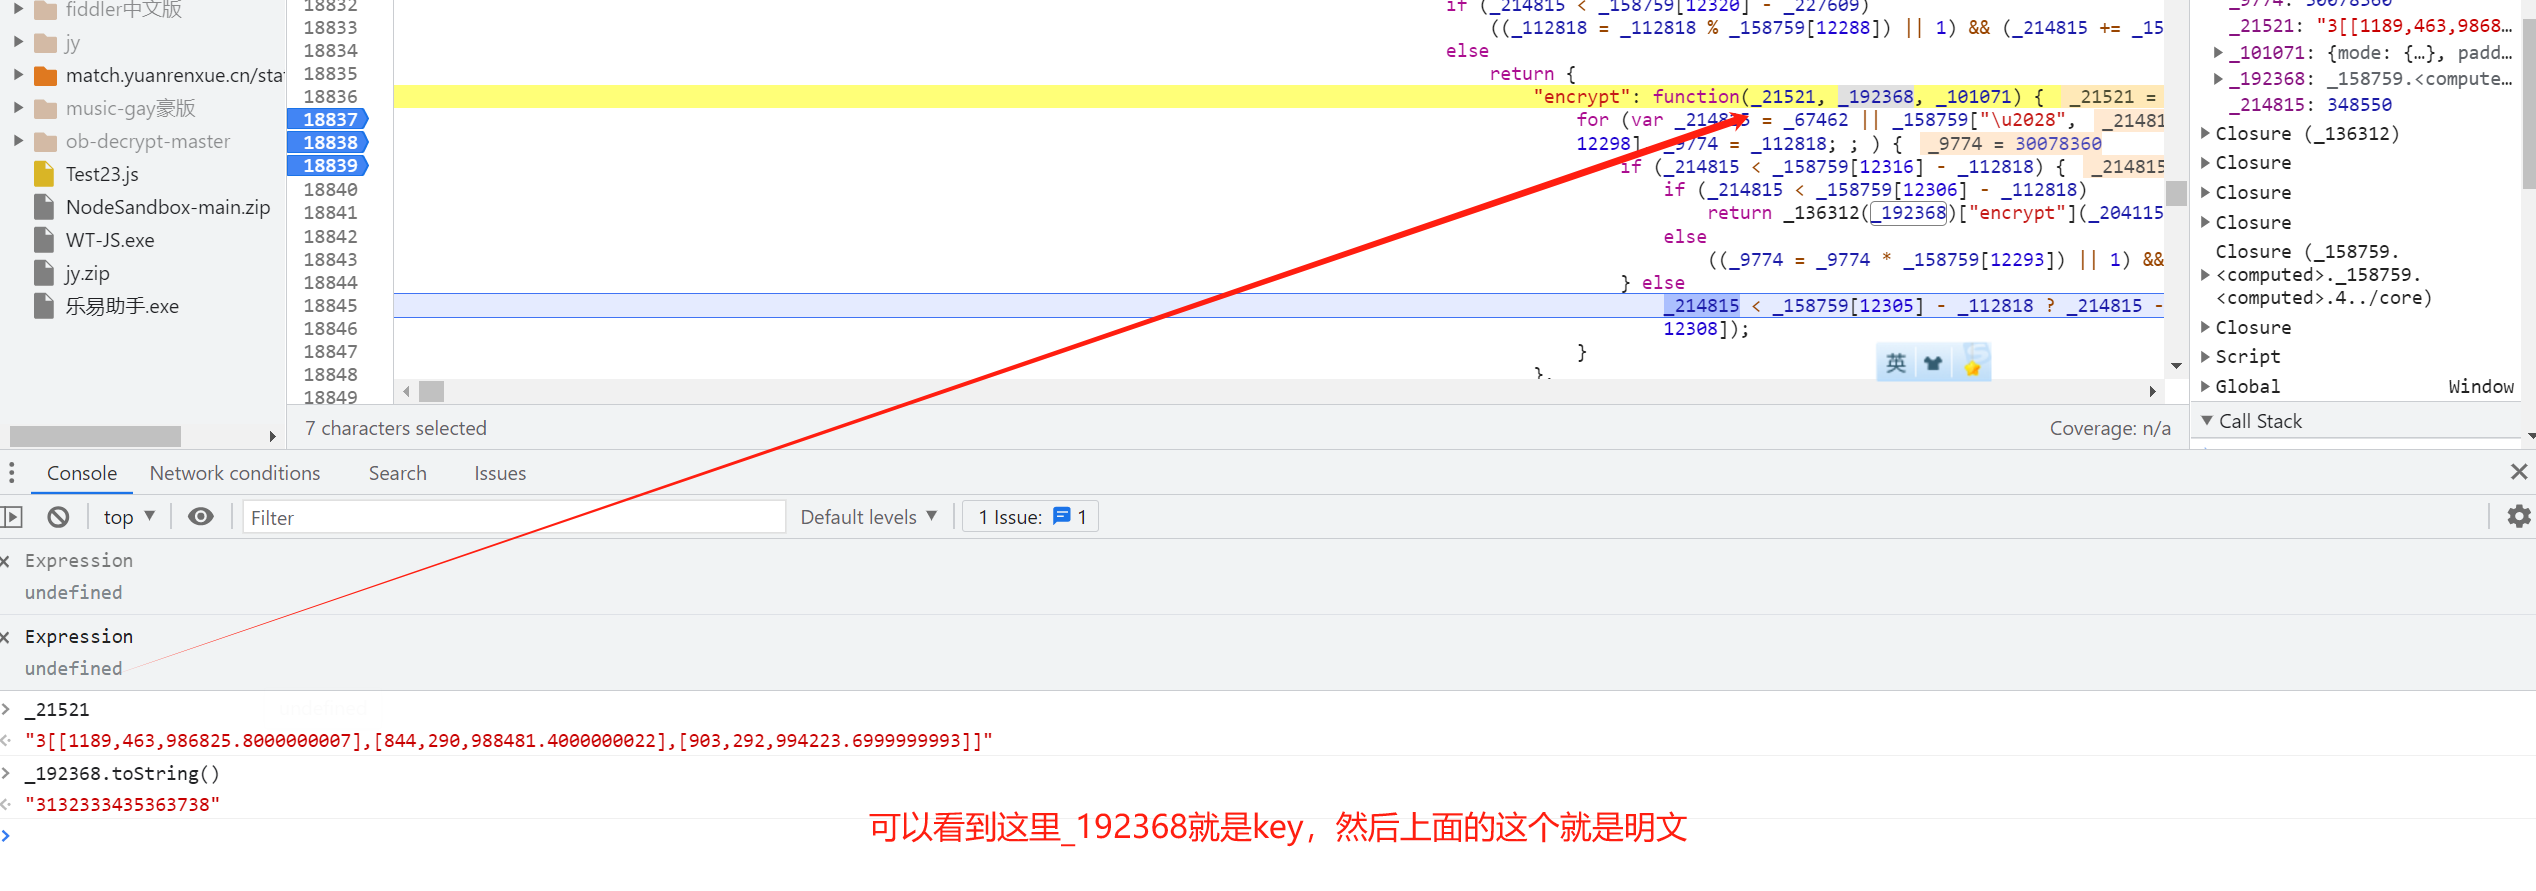 fiddler中文版
jy
match.yuanrenxue.cn/sta
music-gay豪版
ob-decrypt-master
Test23.js
NodeSandbox-main.zip
WT-JS.exe
jy.zip
乐易助手.exe
18832
18833
18834
18835
18836
18837
18838
18839
18840
18841
18842
18843
18844
18845
18846
18847
18848
18849
if (_214815 < _158759[12320] - _227609)
((_112818 = _112818 % _158759[12288]) || 1) && (_214815 += _15
else
return {
"encrypt": function(_21521, _192368, _101071) { _21521 =
for (var _214815 = _67462 || _158759["\u2028", _21481
12298] _9774 = _112818; ; ) { _9774 = 30078360
if (_214815 < _158759[12316] - _112818) { _214815
if (_214815 < _158759[12306] - _112818)
return _136312(_192368)["encrypt"](_204115
else
((_9774 = _9774 * _158759[12293]) || 1) &&
} else
_214815 < _158759[12305] - _112818 ? _214815 -
12308]);
}
},
英
7 characters selected
Coverage: n/a
_9774: 30078360
_21521: "3[[1189,463,9868…
_101071: {mode: {…}, padd…
_192368: _158759.<compute…
_214815: 348550
Closure (_136312)
Closure
Closure
Closure
Closure (_158759.
<computed>._158759.
<computed>.4../core)
Closure
Script
Global Window
Call Stack
Console Network conditions Search Issues
top Filter Default levels 1 Issue: 1
Expression
undefined
Expression
undefined
_21521
"3[[1189,463,986825.8000000007],[844,290,988481.4000000022],[903,292,994223.6999999993]]"
_192368.toString()
"3132333435363738"
可以看到这里_192368就是key，然后上面的这个就是明文